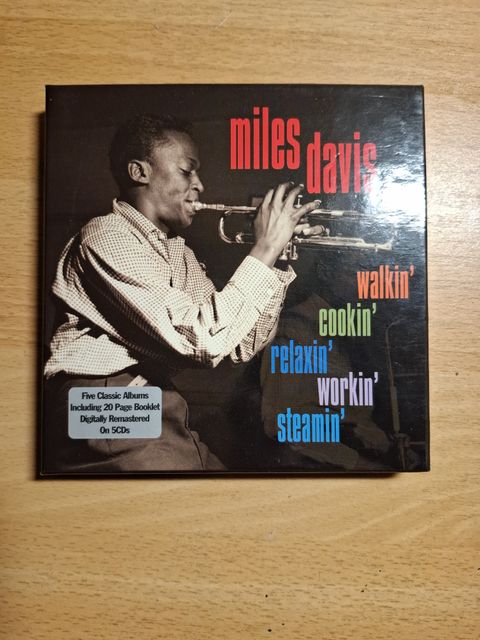 miles davis
walkin'
cookin'
relaxin'
workin'
steamin'
Five Classic Albums
Including 20 Page Booklet
Digitally Remastered
On 5CDs